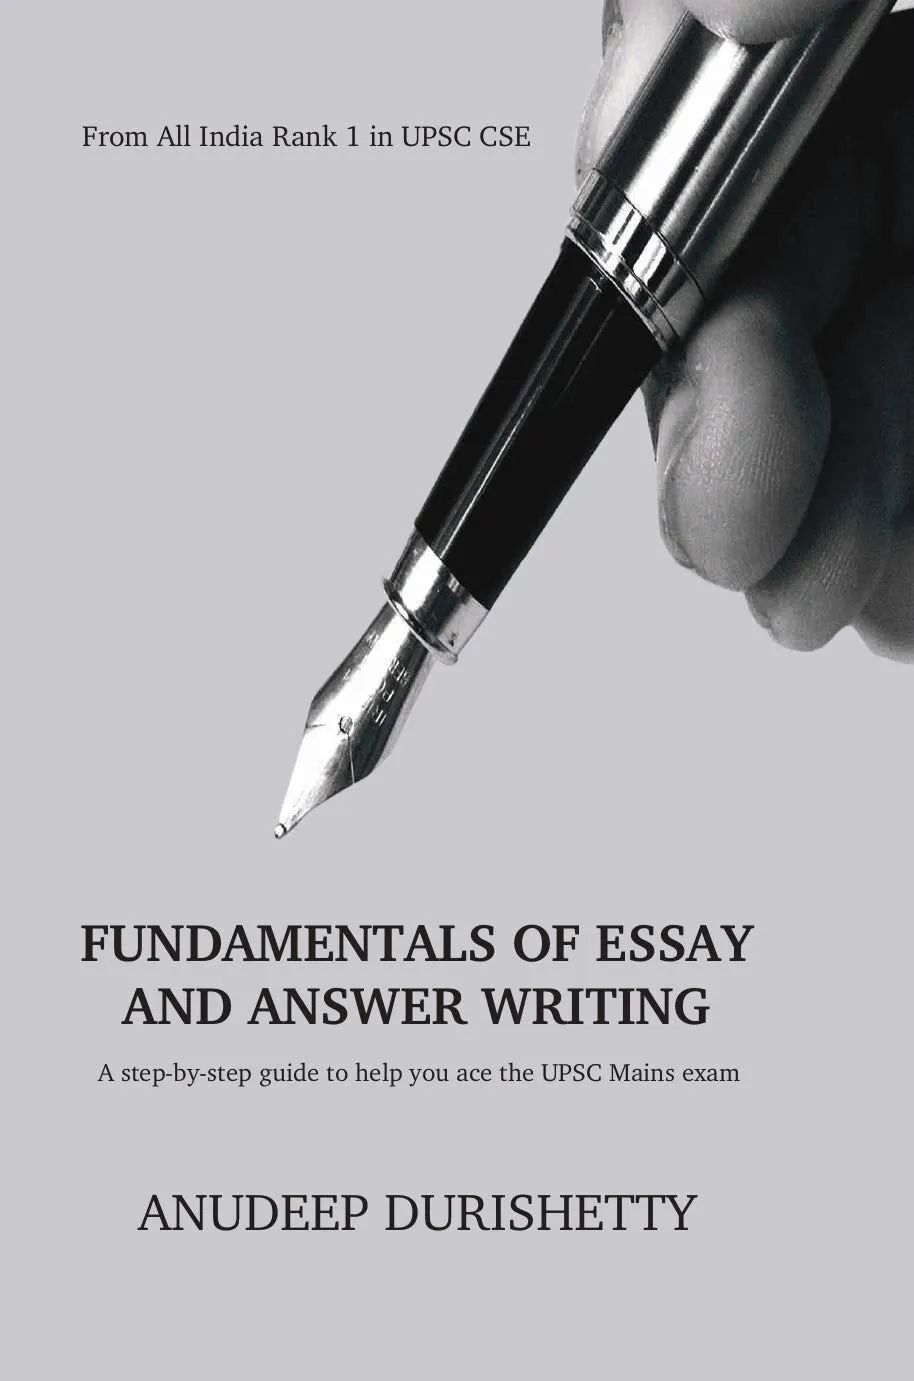 From All India Rank 1 in UPSC CSE
FUNDAMENTALS OF ESSAY
AND ANSWER WRITING
A step-by-step guide to help you ace the UPSC Mains exam
ANUDEEP DURISHETTY